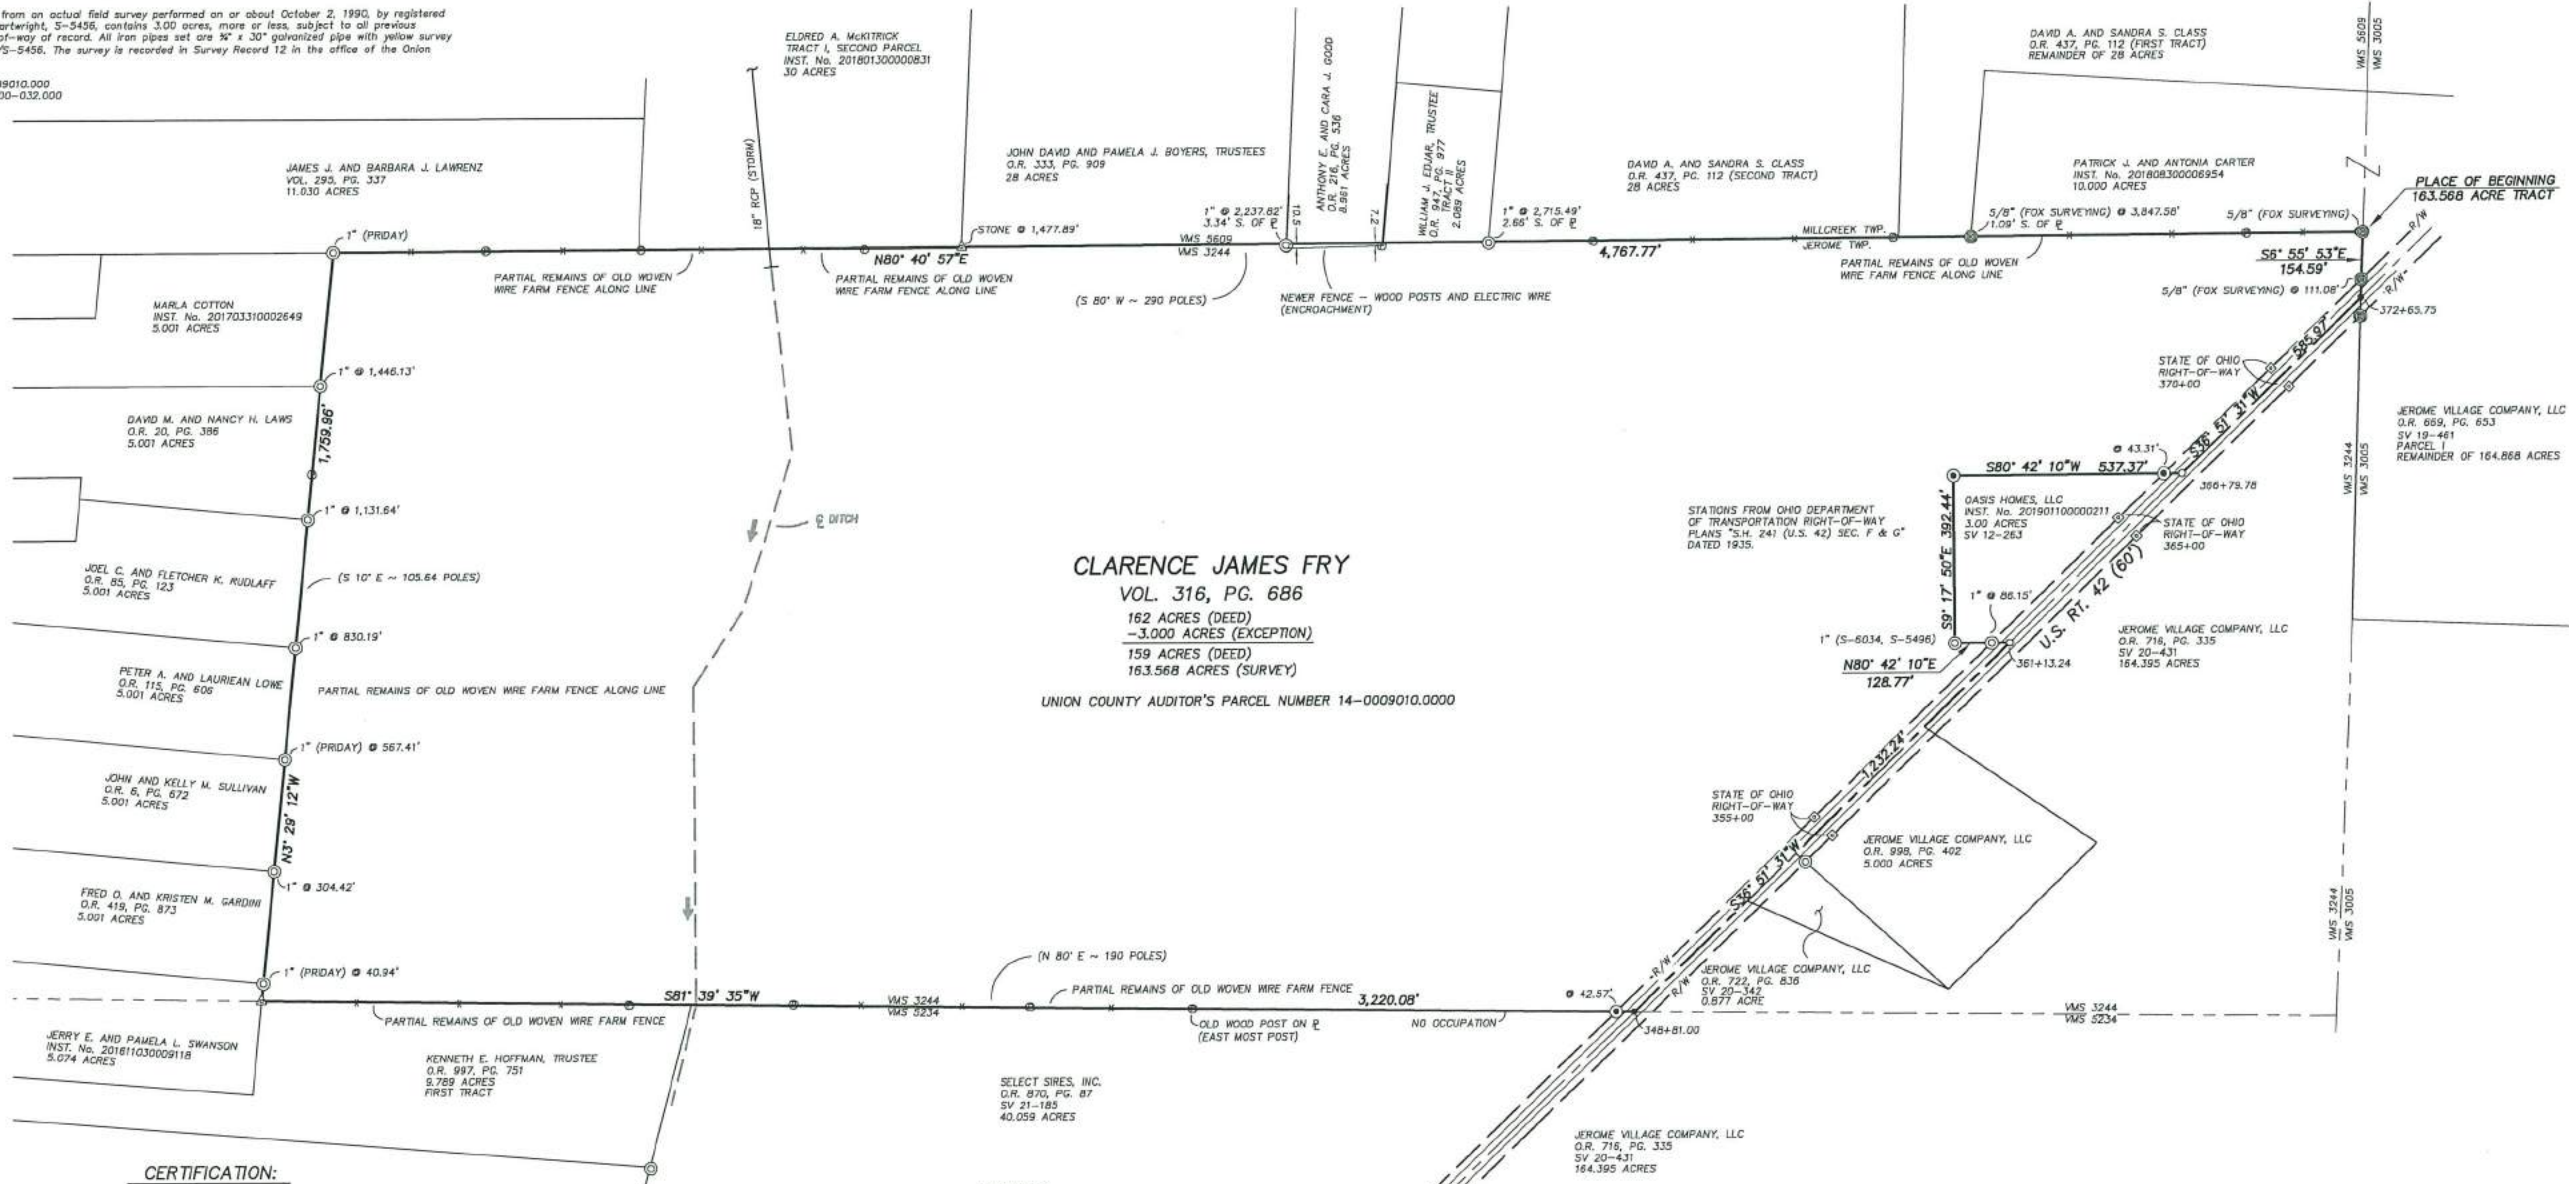 from an actual field survey performed on or about October 2, 1990, by registered
artwright, S-5456, contains 3.00 acres, more or less, subject to all previous
of-way of record. All iron pipes set are ¾" x 30" galvanized pipe with yellow survey
/S-5456. The survey is recorded in Survey Record 12 in the office of the Onion
09010.000
00-032.000
JAMES J. AND BARBARA J. LAWRENZ
VOL. 295, PG. 337
11.030 ACRES
18" RCP (STORM)
ELDRED A. McKITRICK
TRACT I, SECOND PARCEL
INST. No. 201801300000831
30 ACRES
JOHN DAVID AND PAMELA J. BOYERS, TRUSTEES
O.R. 333, PG. 909
28 ACRES
ANTHONY E. AND CARA J. GOOD
O.R. 216, PG. 536
8.961 ACRES
WILLIAM J. EDJAR, TRUSTEE
O.R. 947, PG. 977
TRACT II
2.089 ACRES
DAVID A. AND SANDRA S. CLASS
O.R. 437, PG. 112 (SECOND TRACT)
28 ACRES
DAVID A. AND SANDRA S. CLASS
O.R. 437, PG. 112 (FIRST TRACT)
REMAINDER OF 28 ACRES
PATRICK J. AND ANTONIA CARTER
INST. No. 201808300006954
10.000 ACRES
VMS 5609
VMS 3005
PLACE OF BEGINNING
163.568 ACRE TRACT
1" (PRIDAY)
STONE @ 1,477.89'
1" @ 2,237.82'
3.34' S. OF ℙ
10.5
7.2
1" @ 2,715.49'
2.66' S. OF ℙ
5/8" (FOX SURVEYING) @ 3,847.58'
1.09' S. OF ℙ
5/8" (FOX SURVEYING)
N80° 40' 57"E
VMS 5609
VMS 3244
4,767.77'
MILLCREEK TWP.
JEROME TWP.
R/W
PARTIAL REMAINS OF OLD WOVEN
WIRE FARM FENCE ALONG LINE
PARTIAL REMAINS OF OLD WOVEN
WIRE FARM FENCE ALONG LINE
(S 80° W ~ 290 POLES)
NEWER FENCE - WOOD POSTS AND ELECTRIC WIRE
(ENCROACHMENT)
PARTIAL REMAINS OF OLD WOVEN
WIRE FARM FENCE ALONG LINE
S6° 55' 53"E
154.59'
5/8" (FOX SURVEYING) @ 111.08'
R/W
372+65.75
MARLA COTTON
INST. No. 201703310002649
5.001 ACRES
1" @ 1,446.13'
1,759.96'
DAVID M. AND NANCY H. LAWS
O.R. 20, PG. 386
5.001 ACRES
1" @ 1,131.64'
585.97'
STATE OF OHIO
RIGHT-OF-WAY
370+00
S36° 51' 31"W
JEROME VILLAGE COMPANY, LLC
O.R. 669, PG. 653
SV 19-461
PARCEL I
REMAINDER OF 164.868 ACRES
VMS 3244
VMS 3005
@ 43.31'
S80° 42' 10"W 537.37'
366+79.78
S9° 17' 50"E 392.44'
OASIS HOMES, LLC
INST. No. 201901100000211
3.00 ACRES
SV 12-263
STATE OF OHIO
RIGHT-OF-WAY
365+00
STATIONS FROM OHIO DEPARTMENT
OF TRANSPORTATION RIGHT-OF-WAY
PLANS "S.H. 241 (U.S. 42) SEC. F & G"
DATED 1935.
℄ DITCH
JOEL C. AND FLETCHER K. RUDLAFF
O.R. 85, PG. 123
5.001 ACRES
(S 10° E ~ 105.64 POLES)
CLARENCE JAMES FRY
VOL. 316, PG. 686
162 ACRES (DEED)
-3.000 ACRES (EXCEPTION)
159 ACRES (DEED)
163.568 ACRES (SURVEY)
UNION COUNTY AUDITOR'S PARCEL NUMBER 14-0009010.0000
1" @ 86.15'
1" (S-6034, S-5496)
N80° 42' 10"E
128.77'
361+13.24
U.S. RT. 42 (60')
JEROME VILLAGE COMPANY, LLC
O.R. 716, PG. 335
SV 20-431
164.395 ACRES
1" @ 830.19'
PETER A. AND LAURIEAN LOWE
O.R. 115, PG. 606
5.001 ACRES
PARTIAL REMAINS OF OLD WOVEN WIRE FARM FENCE ALONG LINE
1" (PRIDAY) @ 567.41'
JOHN AND KELLY M. SULLIVAN
O.R. 6, PG. 672
5.001 ACRES
N3° 29' 12"W
1" @ 304.42'
FRED O. AND KRISTEN M. GARDINI
O.R. 419, PG. 873
5.001 ACRES
1" (PRIDAY) @ 40.94'
1,232.24'
STATE OF OHIO
RIGHT-OF-WAY
355+00
S36° 51' 31"W
JEROME VILLAGE COMPANY, LLC
O.R. 998, PG. 402
5.000 ACRES
R/W
R/W
JEROME VILLAGE COMPANY, LLC
O.R. 722, PG. 836
SV 20-342
0.877 ACRE
VMS 3244
VMS 3005
S81° 39' 35"W
VMS 3244
VMS 5234
(N 80° E ~ 190 POLES)
PARTIAL REMAINS OF OLD WOVEN WIRE FARM FENCE
3,220.08'
@ 42.57'
348+81.00
VMS 3244
VMS 5234
PARTIAL REMAINS OF OLD WOVEN WIRE FARM FENCE
OLD WOOD POST ON ℙ
(EAST MOST POST)
NO OCCUPATION
JERRY E. AND PAMELA L. SWANSON
INST. No. 201611030009118
5.074 ACRES
KENNETH E. HOFFMAN, TRUSTEE
O.R. 997, PG. 751
9.789 ACRES
FIRST TRACT
SELECT SIRES, INC.
O.R. 870, PG. 87
SV 21-185
40.059 ACRES
JEROME VILLAGE COMPANY, LLC
O.R. 716, PG. 335
SV 20-431
164.395 ACRES
CERTIFICATION: